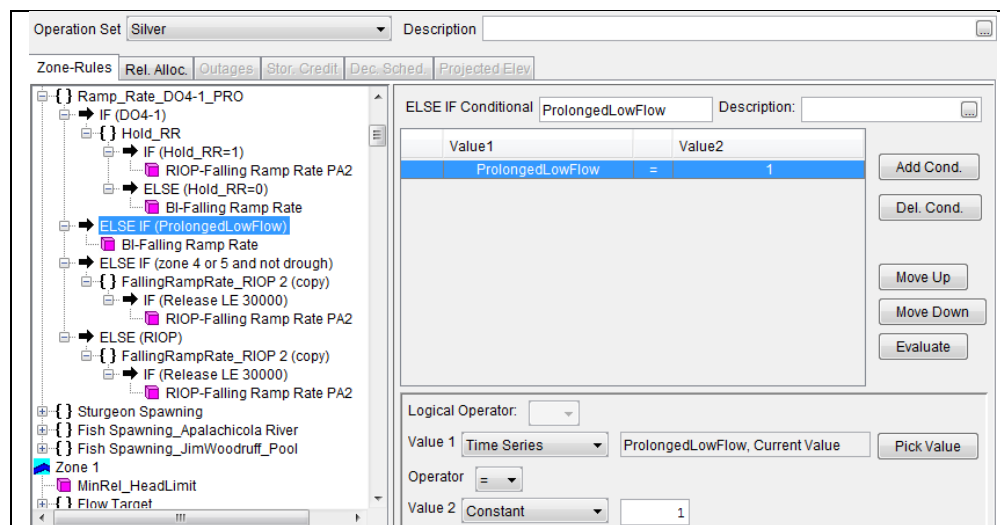 Operation Set Silver Description ...
Zone-Rules Rel. Alloc. Outages Stor. Credit Dec. Sched. Projected Elev
{ } Ramp_Rate_DO4-1_PRO
IF (DO4-1)
{ } Hold_RR
IF (Hold_RR=1)
RIOP-Falling Ramp Rate PA2
ELSE (Hold_RR=0)
BI-Falling Ramp Rate
ELSE IF (ProlongedLowFlow)
BI-Falling Ramp Rate
ELSE IF (zone 4 or 5 and not drough)
{ } FallingRampRate_RIOP 2 (copy)
IF (Release LE 30000)
RIOP-Falling Ramp Rate PA2
ELSE (RIOP)
{ } FallingRampRate_RIOP 2 (copy)
IF (Release LE 30000)
RIOP-Falling Ramp Rate PA2
{ } Sturgeon Spawning
{ } Fish Spawning_Apalachicola River
{ } Fish Spawning_JimWoodruff_Pool
Zone 1
MinRel_HeadLimit
{ } Flow Target
ELSE IF Conditional ProlongedLowFlow Description: ...
Value1 Value2
ProlongedLowFlow = 1
Add Cond.
Del. Cond.
Move Up
Move Down
Evaluate
Logical Operator:
Value 1 Time Series ProlongedLowFlow, Current Value Pick Value
Operator =
Value 2 Constant 1